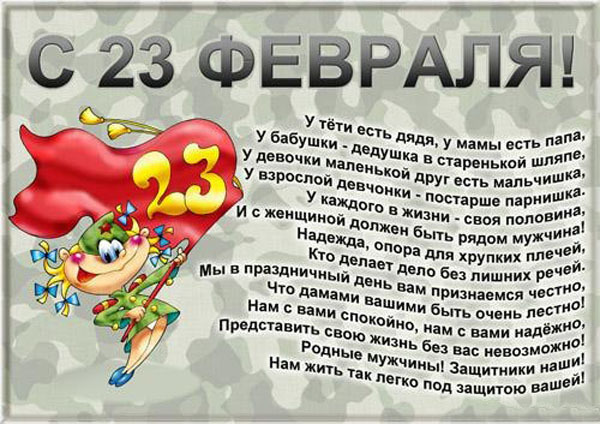 С 23 ФЕВРАЛЯ!
23
У тёти есть дядя, у мамы есть папа,
У бабушки - дедушка в старенькой шляпе,
У девочки маленькой друг есть мальчишка,
У взрослой девчонки - постарше парнишка.
У каждого в жизни - своя половина,
И с женщиной должен быть рядом мужчина!
Надежда, опора для хрупких плечей,
Кто делает дело без лишних речей.
Мы в праздничный день вам признаемся честно,
Что дамами вашими быть очень лестно!
Нам с вами спокойно, нам с вами надёжно,
Представить свою жизнь без вас невозможно!
Родные мужчины! Защитники наши!
Нам жить так легко под защитою вашей!